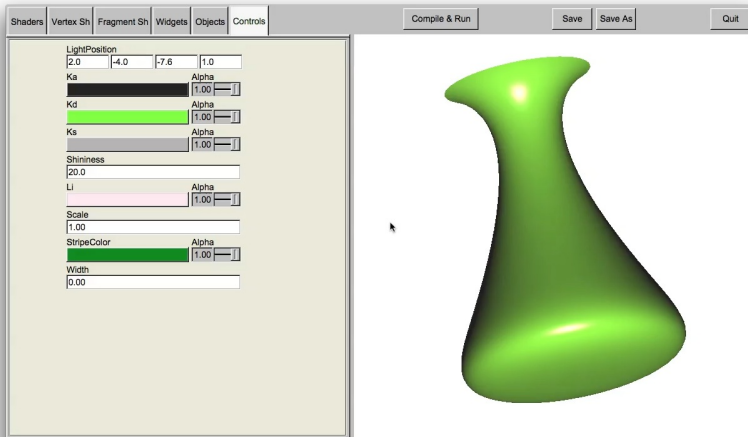 Shaders Vertex Sh Fragment Sh Widgets Objects Controls Compile & Run Save Save As Quit
LightPosition
2.0 -4.0 -7.6 1.0
Ka Alpha
1.00
Kd Alpha
1.00
Ks Alpha
1.00
Shininess
20.0
Li Alpha
1.00
Scale
1.00
StripeColor Alpha
1.00
Width
0.00